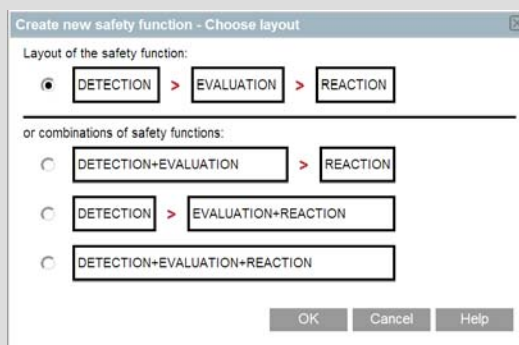 Create new safety function - Choose layout
Layout of the safety function:
DETECTION > EVALUATION > REACTION
or combinations of safety functions:
DETECTION+EVALUATION > REACTION
DETECTION > EVALUATION+REACTION
DETECTION+EVALUATION+REACTION
OK Cancel Help